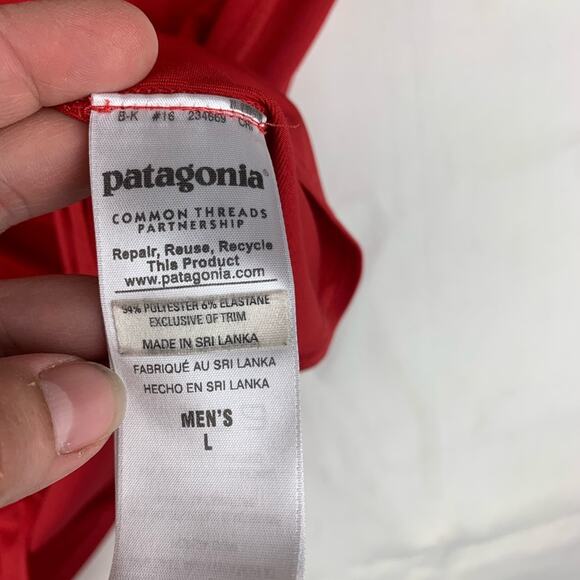 B-K #16 234669
patagonia®
COMMON THREADS
PARTNERSHIP
Repair, Reuse, Recycle
This Product
www.patagonia.com
94% POLYESTER 6% ELASTANE
EXCLUSIVE OF TRIM
MADE IN SRI LANKA
FABRIQUÉ AU SRI LANKA
HECHO EN SRI LANKA
MEN'S
L